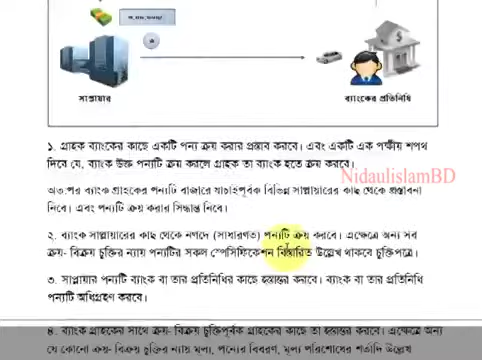 সাপ্লায়ার
ব্যাংকের প্রতিনিধি
১. গ্রাহক ব্যাংকের কাছে একটি পন্য ক্রয় করার প্রস্তাব করবে। এবং একটি এক পক্ষীয় শপথ
দিবে যে, ব্যাংক উক্ত পন্যটি ক্রয় করলে গ্রাহক তা ব্যাংক হতে ক্রয় করবে।
NidaulislamBD
অত:পর ব্যাংক গ্রাহকের পন্যটি বাজারে যাচাইপূর্বক বিভিন্ন সাপ্লায়ারের কাছ থেকে প্রস্তাবনা
নিবে। এবং পন্যটি ক্রয় করার সিদ্ধান্ত নিবে।
২. ব্যাংক সাপ্লায়ারের কাছ থেকে নগদে (সাধারণত) পন্যটি ক্রয় করবে। এক্ষেত্রে অন্য সব
ক্রয়- বিক্রয় চুক্তির ন্যায় পন্যটির সকল স্পেসিফিকেশন বিস্তারিত উল্লেখ থাকবে চুক্তিপত্রে।
৩. সাপ্লায়ার পন্যটি ব্যাংক বা তার প্রতিনিধির কাছে হস্তান্তর করবে। ব্যাংক বা তার প্রতিনিধি
পন্যটি অধিগ্রহণ করবে।
৪. ব্যাংক গ্রাহকের সাথে ক্রয়- বিক্রয় চুক্তিপূর্বক গ্রাহকের কাছে তা হস্তান্তর করবে। এক্ষেত্রে অন্য
যে কোনো ক্রয়- বিক্রয় চুক্তির ন্যায় মূল্য, পন্যের বিবরণ, মূল্য পরিশোধের শর্তাদি উল্লেখ